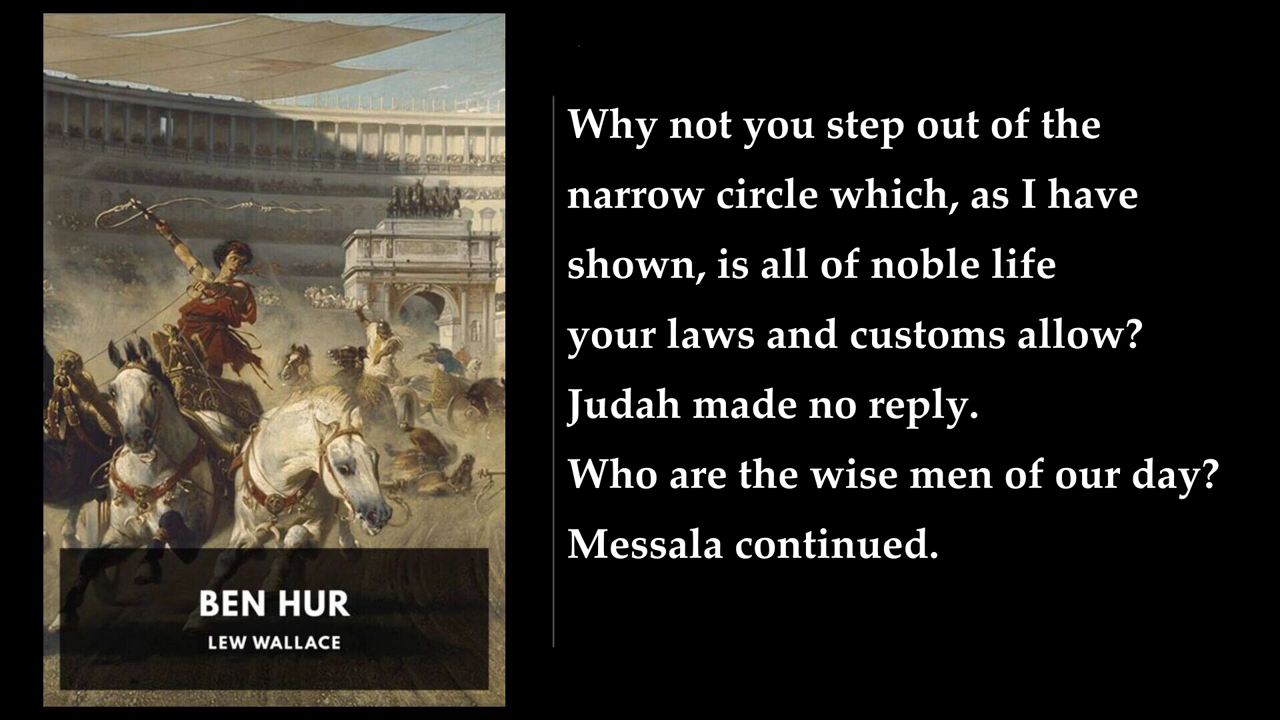 BEN HUR
LEW WALLACE
Why not you step out of the
narrow circle which, as I have
shown, is all of noble life
your laws and customs allow?
Judah made no reply.
Who are the wise men of our day?
Messala continued.